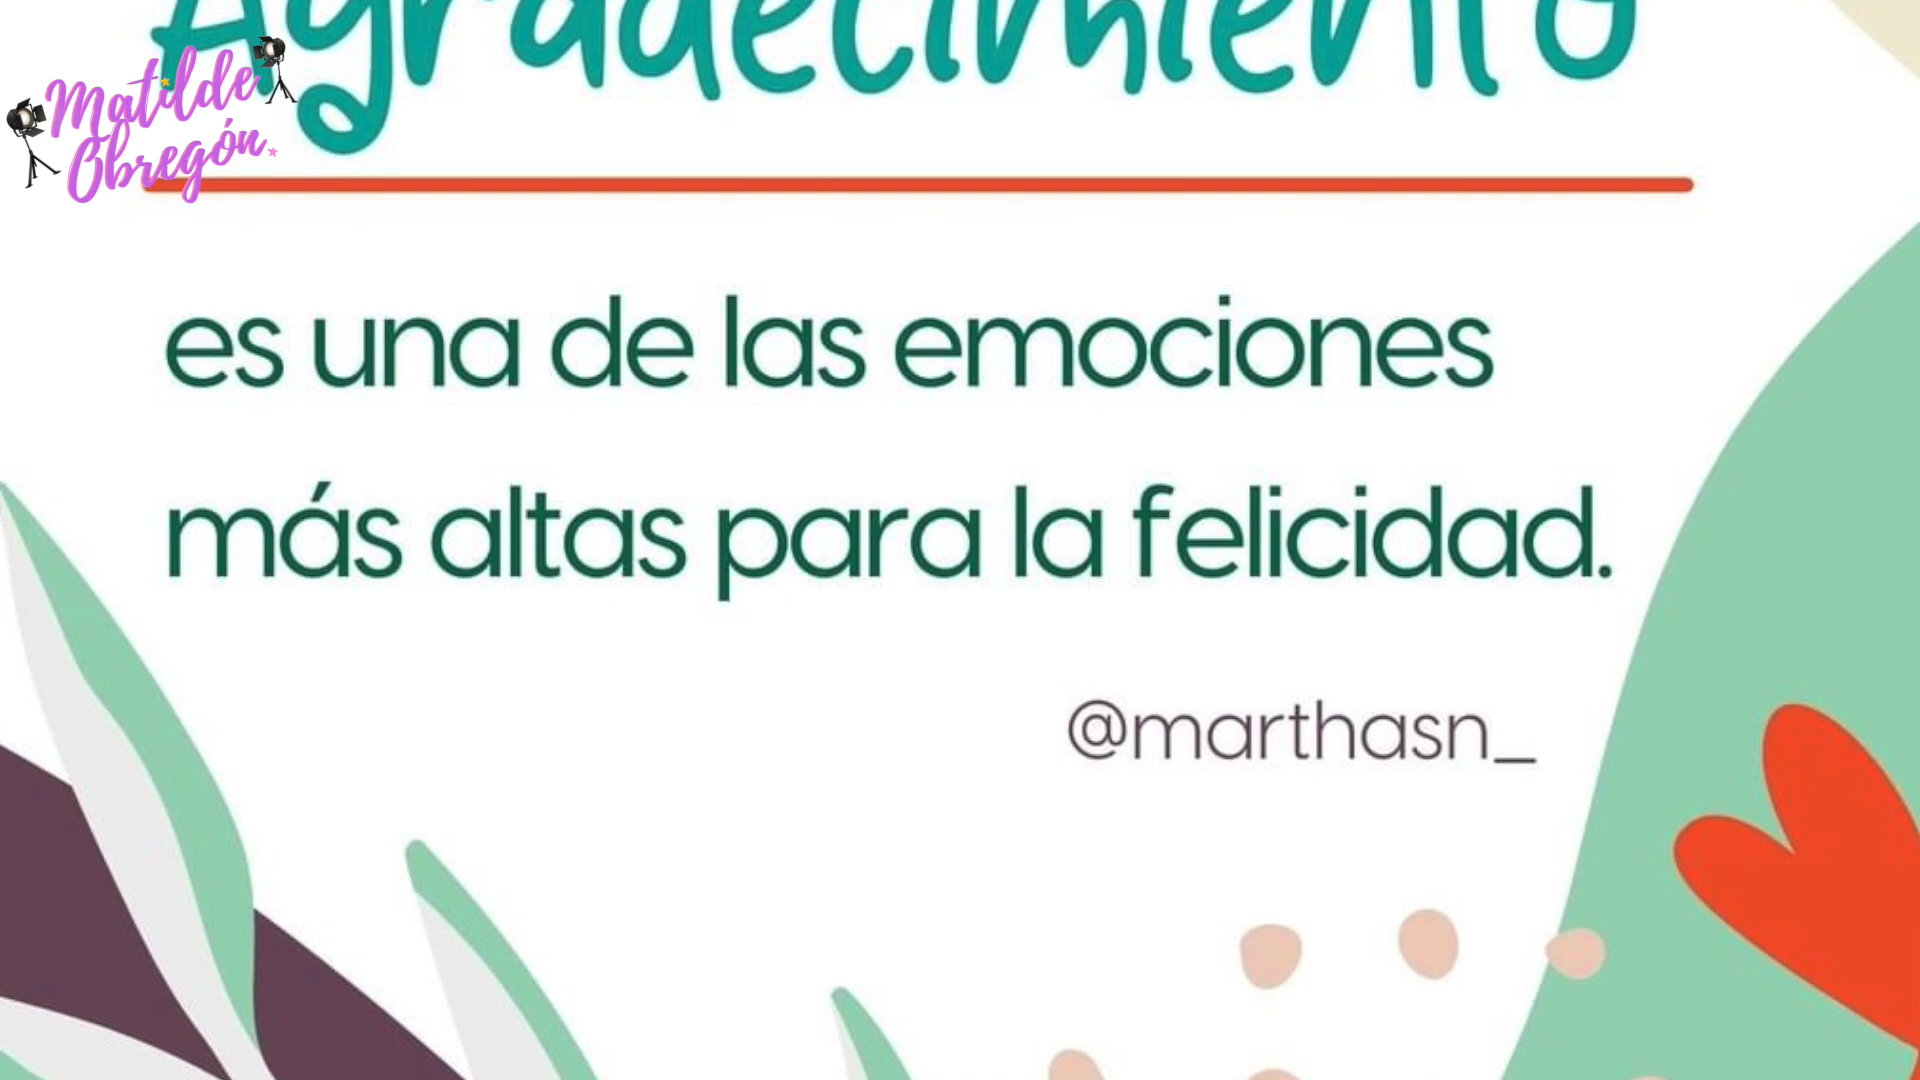 Agradecimiento
Matilde
Obregón
es una de las emociones
más altas para la felicidad.
@marthasn_